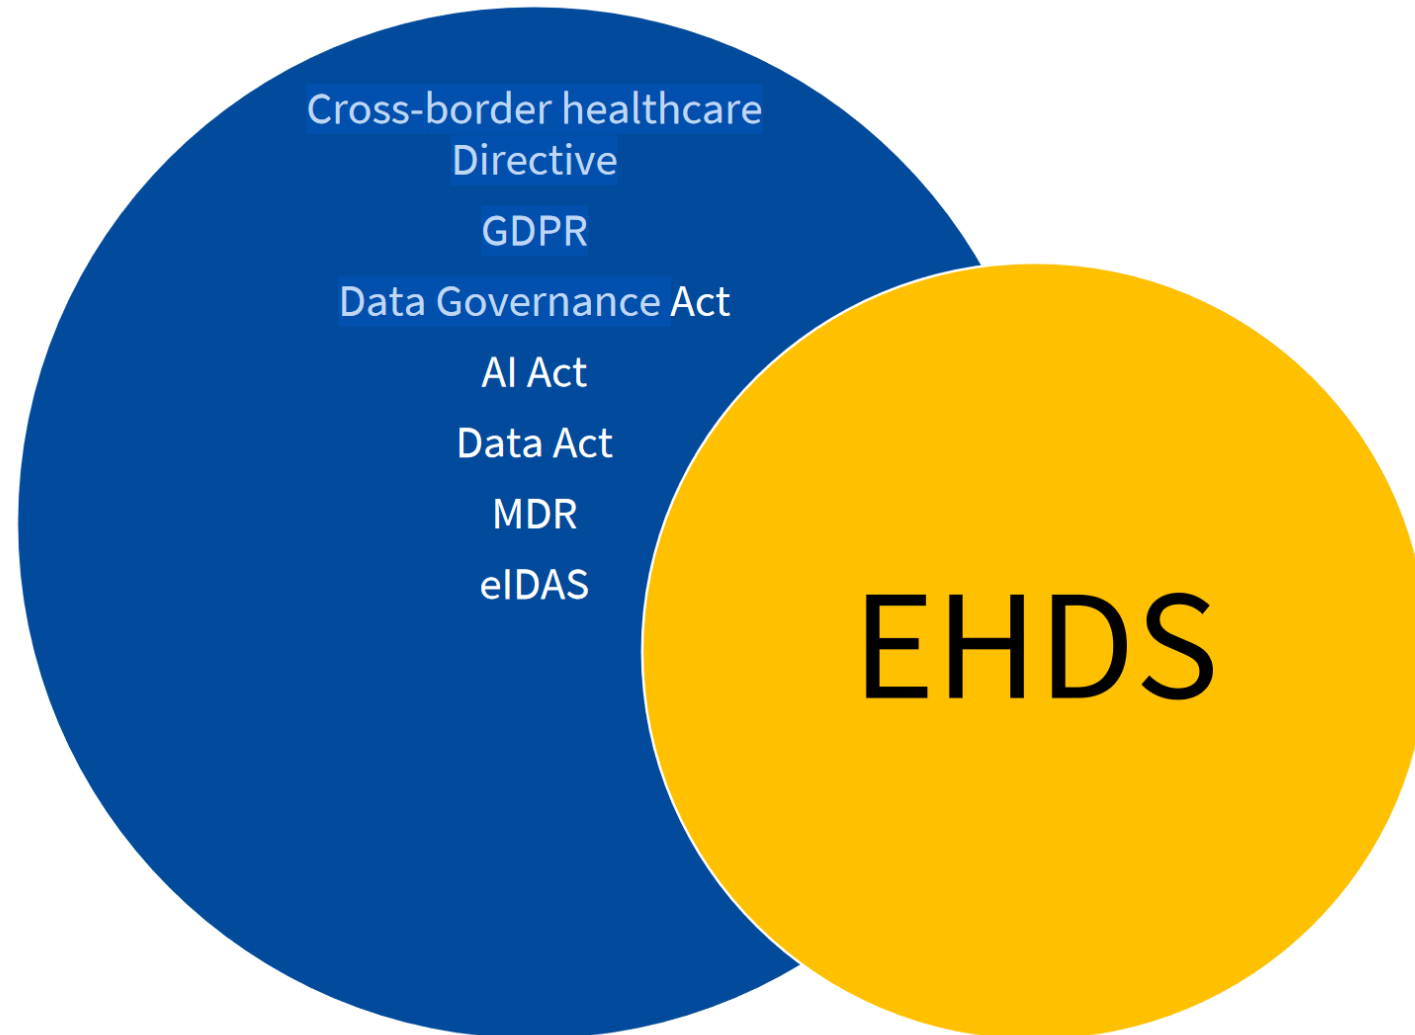 Cross-border healthcare
Directive
GDPR
Data Governance Act
AI Act
Data Act
MDR
eIDAS
EHDS